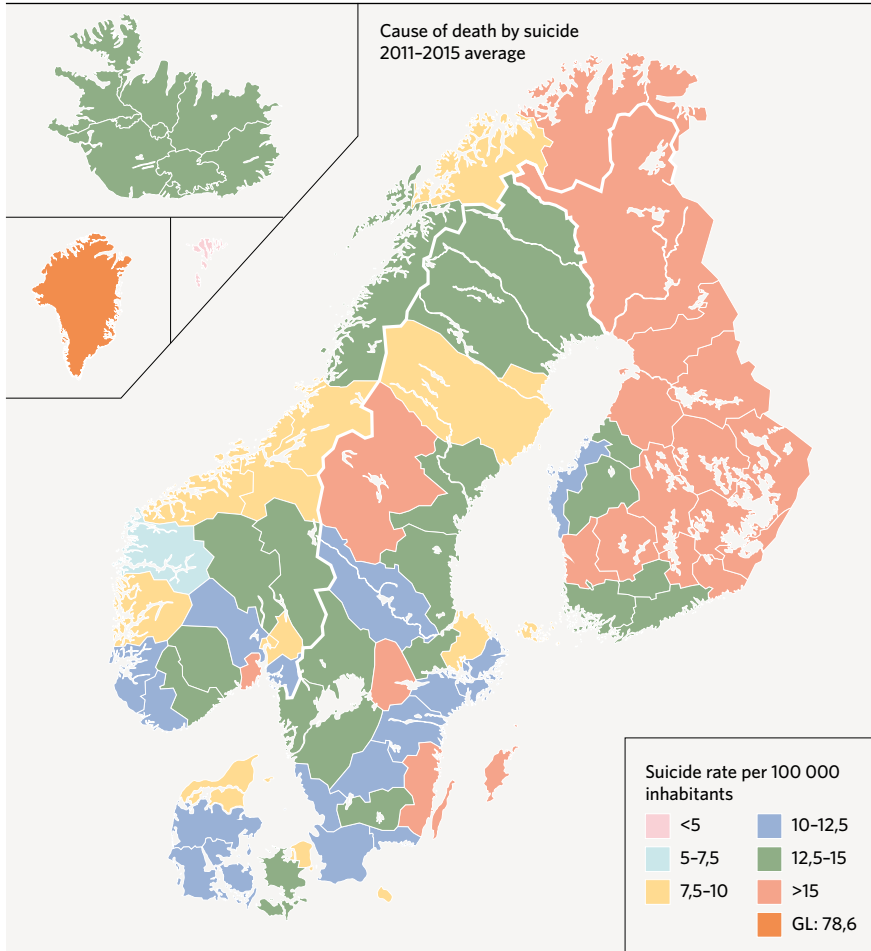 Cause of death by suicide
2011–2015 average
Suicide rate per 100 000
inhabitants
<5
5–7,5
7,5–10
10–12,5
12,5–15
>15
GL: 78,6